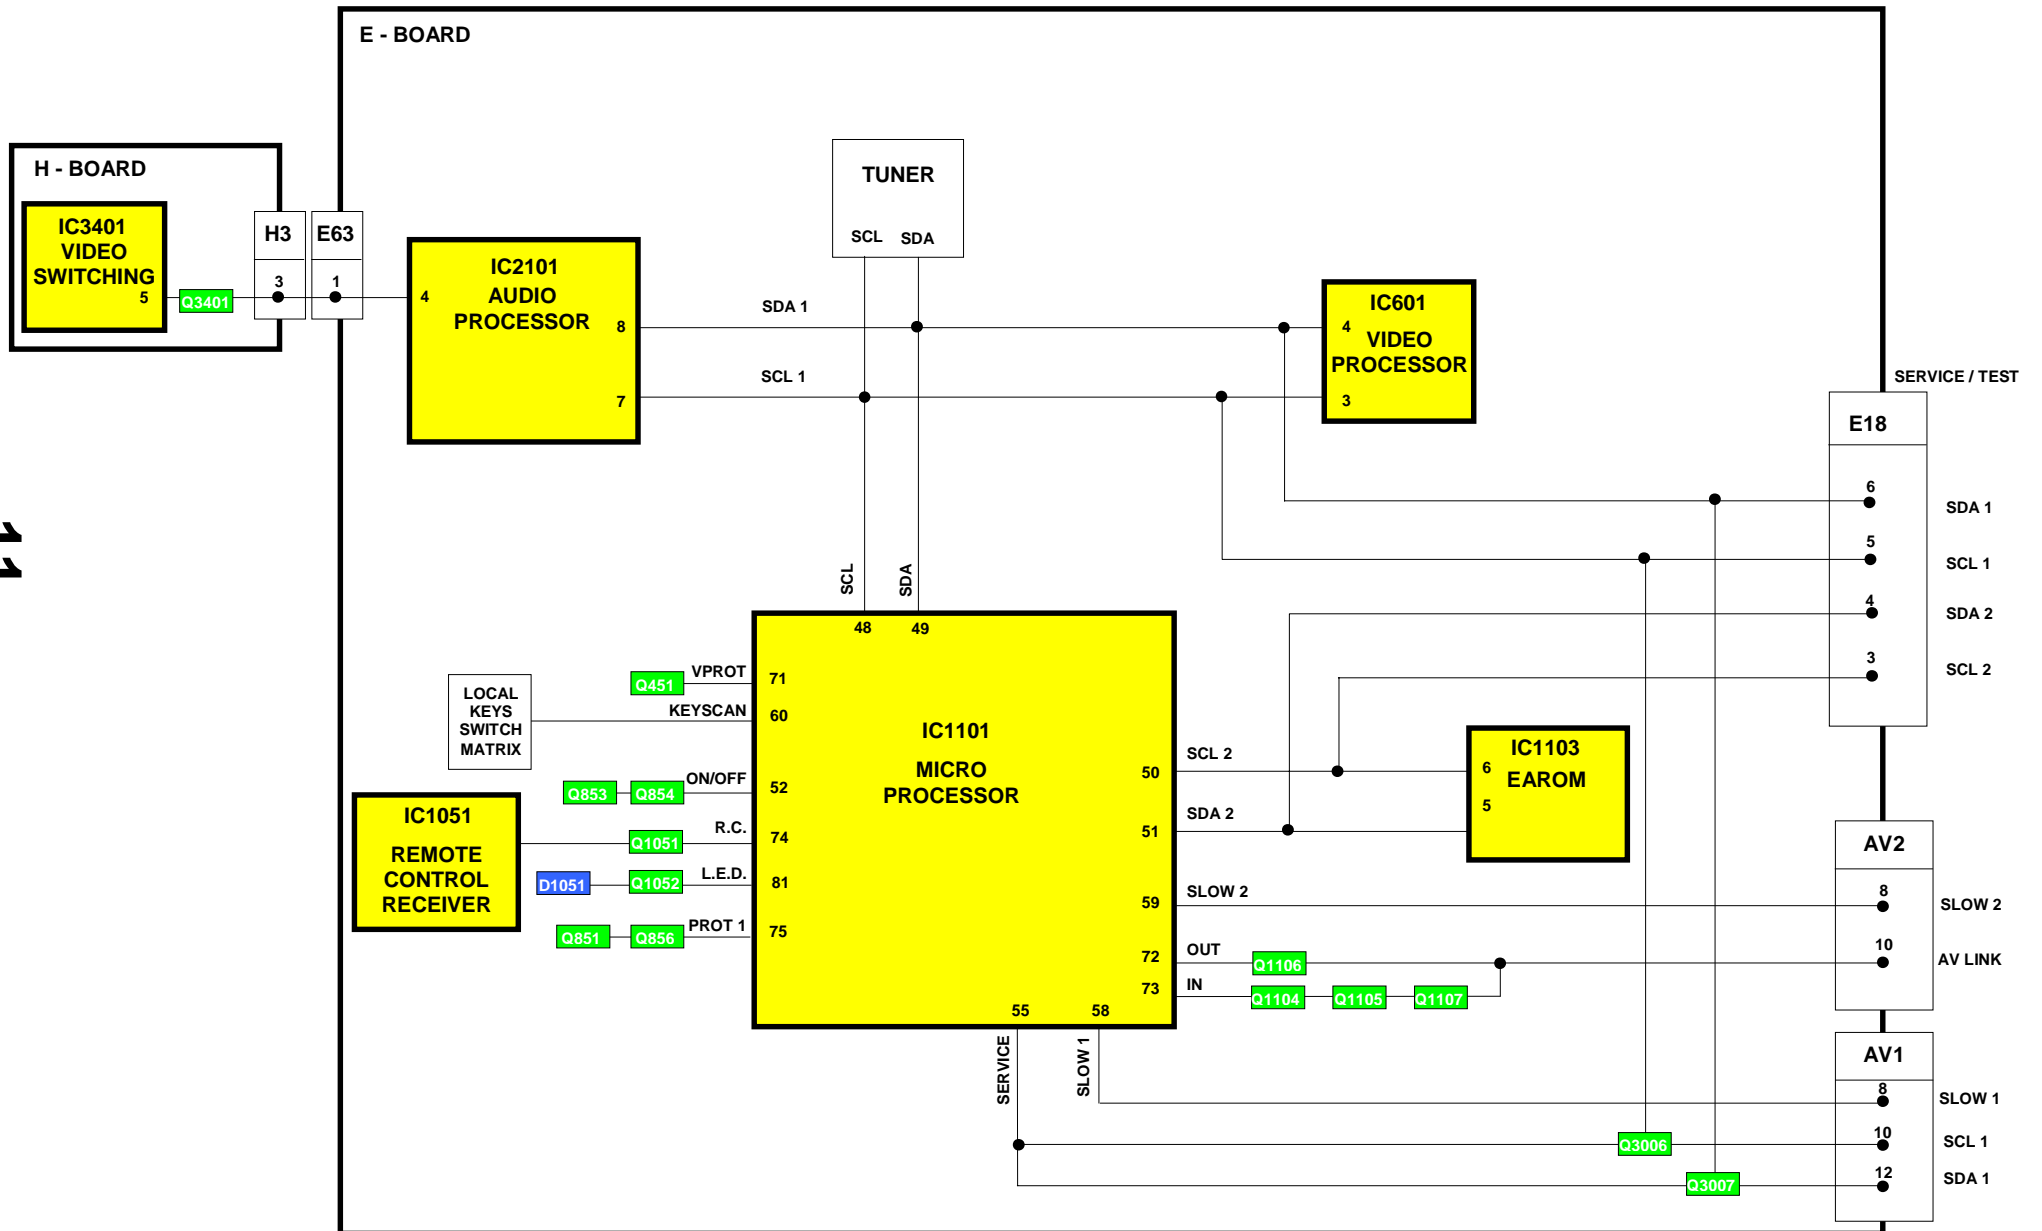 E - BOARD
H - BOARD
IC3401
VIDEO
SWITCHING
5
Q3401
H3
3
E63
1
IC2101
AUDIO
PROCESSOR
4
8
7
TUNER
SCL SDA
SDA 1
SCL 1
IC601
4
VIDEO
PROCESSOR
3
SERVICE / TEST
E18
6
SDA 1
5
SCL 1
4
SDA 2
3
SCL 2
11
SCL
SDA
48 49
IC1101
MICRO
PROCESSOR
Q451
VPROT
71
LOCAL
KEYS
SWITCH
MATRIX
KEYSCAN
60
Q853
Q854
ON/OFF
52
IC1051
REMOTE
CONTROL
RECEIVER
Q1051
R.C.
74
D1051
Q1052
L.E.D.
81
Q851
Q856
PROT 1
75
50
SCL 2
51
SDA 2
IC1103
EAROM
6
5
59
SLOW 2
72
OUT
Q1106
73
IN
Q1104
Q1105
Q1107
55 58
SERVICE
SLOW 1
AV2
8
SLOW 2
10
AV LINK
AV1
8
SLOW 1
10
SCL 1
12
SDA 1
Q3006
Q3007